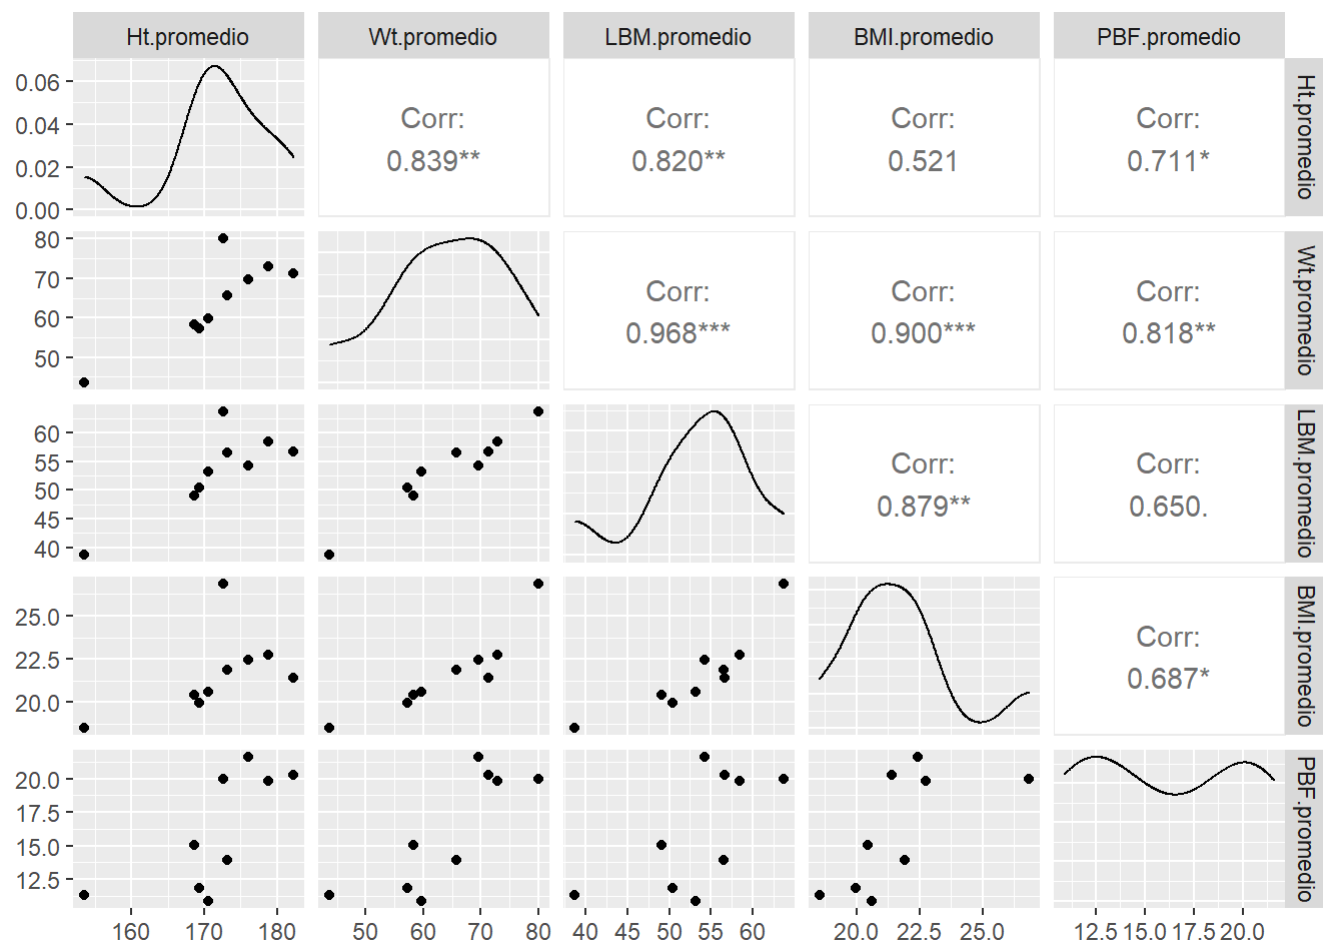 Ht.promedio Wt.promedio LBM.promedio BMI.promedio PBF.promedio
0.06
0.04
0.02
0.00
Corr:
0.839**
Corr:
0.820**
Corr:
0.521
Corr:
0.711*
Ht.promedio
80
70
60
50
Corr:
0.968***
Corr:
0.900***
Corr:
0.818**
Wt.promedio
60
55
50
45
40
Corr:
0.879**
Corr:
0.650.
LBM.promedio
25.0
22.5
20.0
Corr:
0.687*
BMI.promedio
20.0
17.5
15.0
12.5
PBF.promedio
160 170 180 50 60 70 80 40 45 50 55 60 20.0 22.5 25.0 12.5 15.0 17.5 20.0